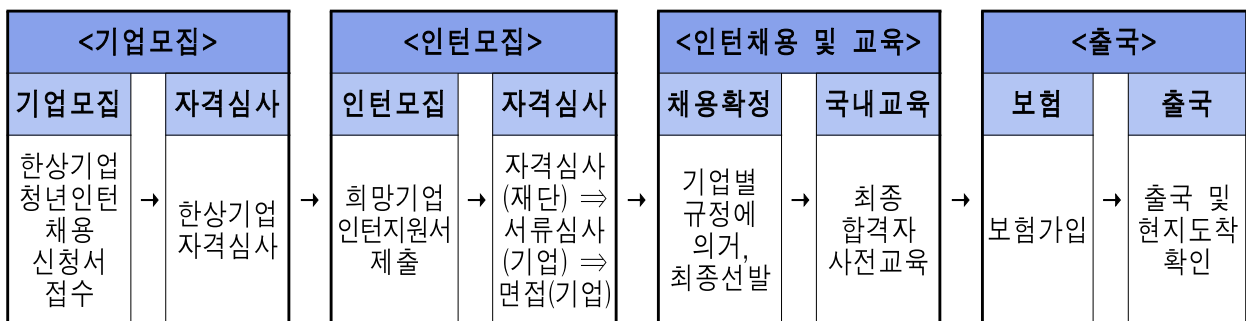 <기업모집>
기업모집 → 자격심사
한상기업
청년인턴
채용
신청서
접수
→
한상기업
자격심사
→
<인턴모집>
인턴모집 자격심사
희망기업
인턴지원서
제출
→
자격심사
(재단) ⇒
서류심사
(기업) ⇒
면접(기업)
→
<인턴채용 및 교육>
채용확정 국내교육
기업별
규정에
의거,
최종선발
→
최종
합격자
사전교육
→
<출국>
보험 출국
보험가입
→
출국 및
현지도착
확인